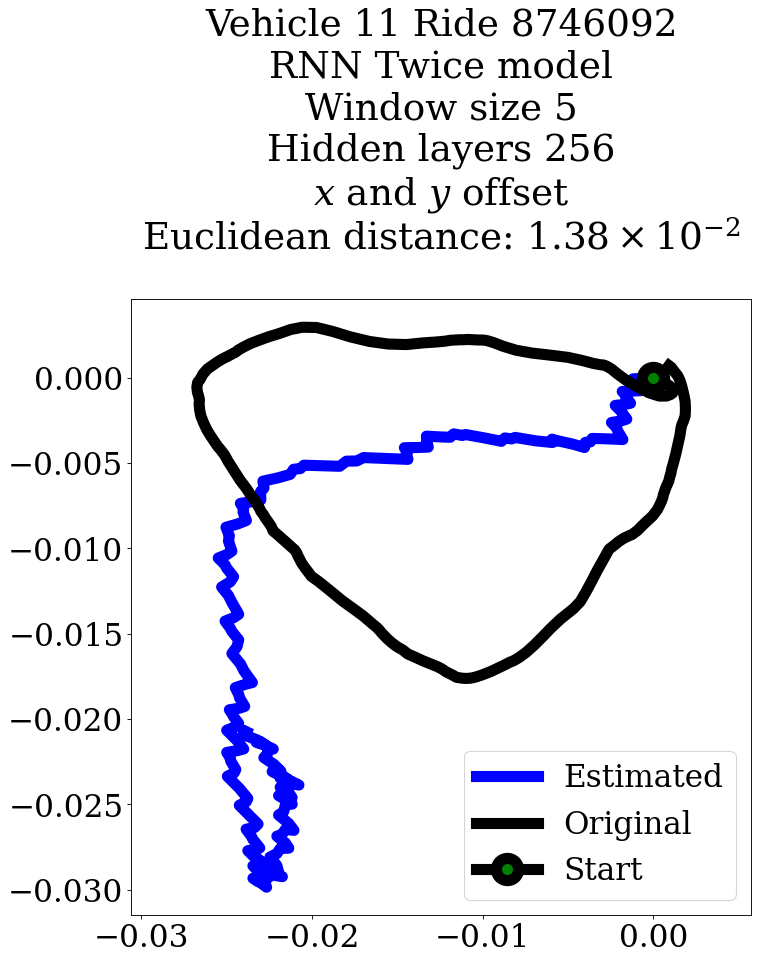 Vehicle 11 Ride 8746092
RNN Twice model
Window size 5
Hidden layers 256
x and y offset
Euclidean distance: 1.38 × 10⁻²
0.000
−0.005
−0.010
−0.015
−0.020
−0.025
−0.030
Estimated
Original
Start
−0.03
−0.02
−0.01
0.00